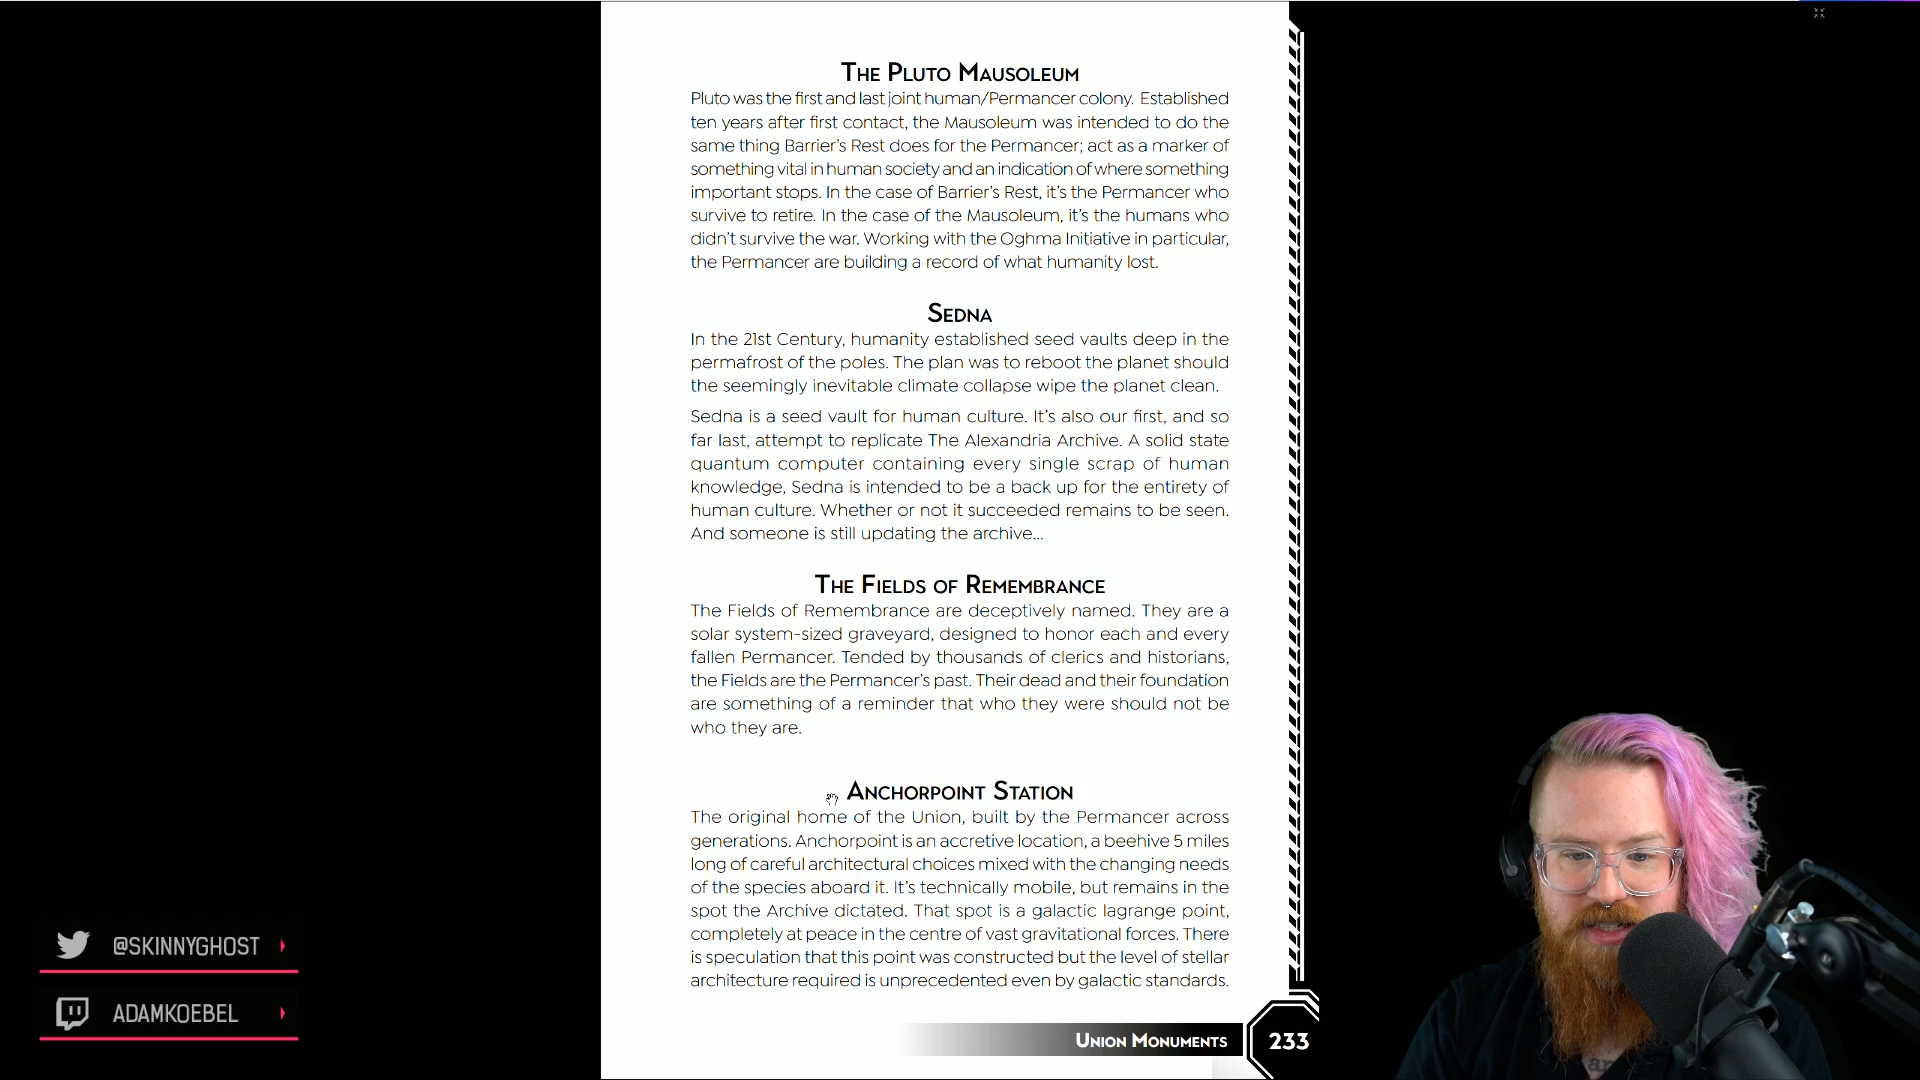 The Pluto Mausoleum
Pluto was the first and last joint human/Permancer colony. Established
ten years after first contact, the Mausoleum was intended to do the
same thing Barrier's Rest does for the Permancer; act as a marker of
something vital in human society and an indication of where something
important stops. In the case of Barrier's Rest, it's the Permancer who
survive to retire. In the case of the Mausoleum, it's the humans who
didn't survive the war. Working with the Oghma Initiative in particular,
the Permancer are building a record of what humanity lost.
Sedna
In the 21st Century, humanity established seed vaults deep in the
permafrost of the poles. The plan was to reboot the planet should
the seemingly inevitable climate collapse wipe the planet clean.
Sedna is a seed vault for human culture. It's also our first, and so
far last, attempt to replicate The Alexandria Archive. A solid state
quantum computer containing every single scrap of human
knowledge, Sedna is intended to be a back up for the entirety of
human culture. Whether or not it succeeded remains to be seen.
And someone is still updating the archive...
The Fields of Remembrance
The Fields of Remembrance are deceptively named. They are a
solar system-sized graveyard, designed to honor each and every
fallen Permancer. Tended by thousands of clerics and historians,
the Fields are the Permancer's past. Their dead and their foundation
are something of a reminder that who they were should not be
who they are.
Anchorpoint Station
The original home of the Union, built by the Permancer across
generations. Anchorpoint is an accretive location, a beehive 5 miles
long of careful architectural choices mixed with the changing needs
of the species aboard it. It's technically mobile, but remains in the
spot the Archive dictated. That spot is a galactic lagrange point,
completely at peace in the centre of vast gravitational forces. There
is speculation that this point was constructed but the level of stellar
architecture required is unprecedented even by galactic standards.
Union Monuments
233
@SKINNYGHOST
ADAMKOEBEL